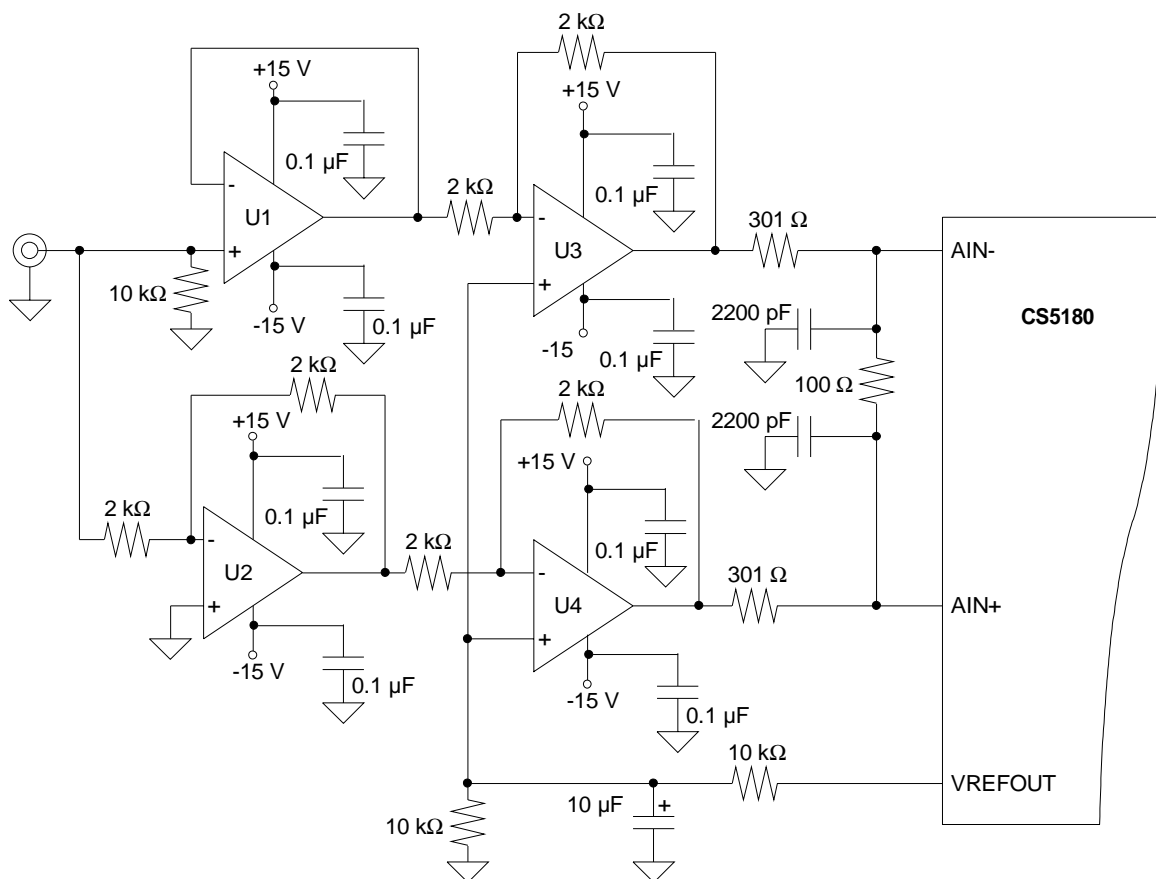 2 kΩ
2 kΩ
+15 V
+15 V
0.1 µF
0.1 µF
2 kΩ
-
U1
+
-
U3
+
301 Ω
AIN-
10 kΩ
-15 V
0.1 µF
-15
0.1 µF
2200 pF
CS5180
100 Ω
2 kΩ
2 kΩ
2200 pF
+15 V
+15 V
2 kΩ
0.1 µF
0.1 µF
2 kΩ
-
U2
+
-
U4
+
301 Ω
AIN+
-15 V
0.1 µF
-15 V
0.1 µF
10 kΩ
VREFOUT
10 µF
+
10 kΩ